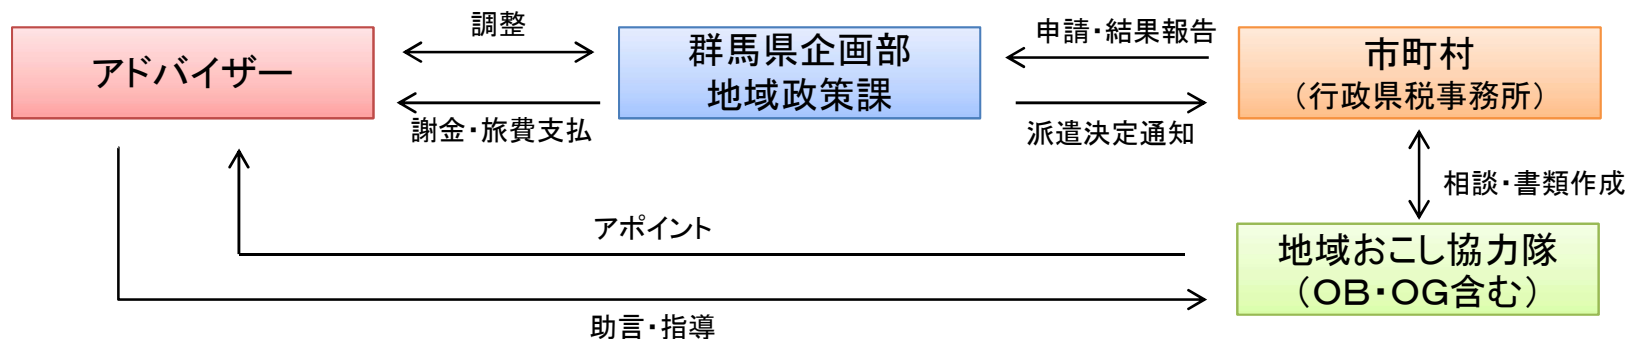 調整
申請・結果報告
アドバイザー
群馬県企画部
地域政策課
市町村
（行政県税事務所）
謝金・旅費支払
派遣決定通知
相談・書類作成
アポイント
地域おこし協力隊
（ＯＢ・ＯＧ含む）
助言・指導